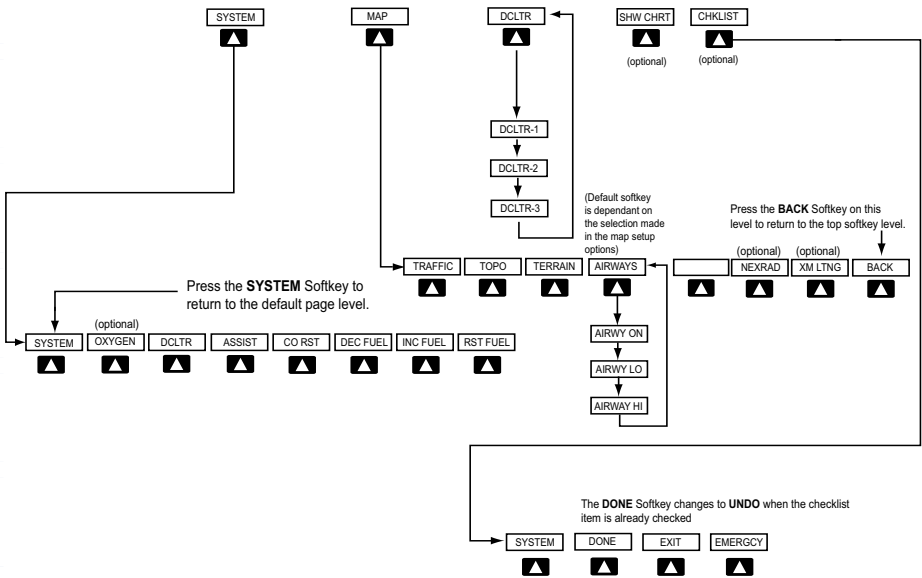 SYSTEM
MAP
DCLTR
SHW CHRT
CHKLIST
(optional)
(optional)
DCLTR-1
DCLTR-2
DCLTR-3
(Default softkey
is dependant on
the selection made
in the map setup
options)
Press the BACK Softkey on this
level to return to the top softkey level.
TRAFFIC
TOPO
TERRAIN
AIRWAYS
(optional)
NEXRAD
(optional)
XM LTNG
BACK
Press the SYSTEM Softkey to
return to the default page level.
SYSTEM
(optional)
OXYGEN
DCLTR
ASSIST
CO RST
DEC FUEL
INC FUEL
RST FUEL
AIRWY ON
AIRWY LO
AIRWAY HI
The DONE Softkey changes to UNDO when the checklist
item is already checked
SYSTEM
DONE
EXIT
EMERGCY